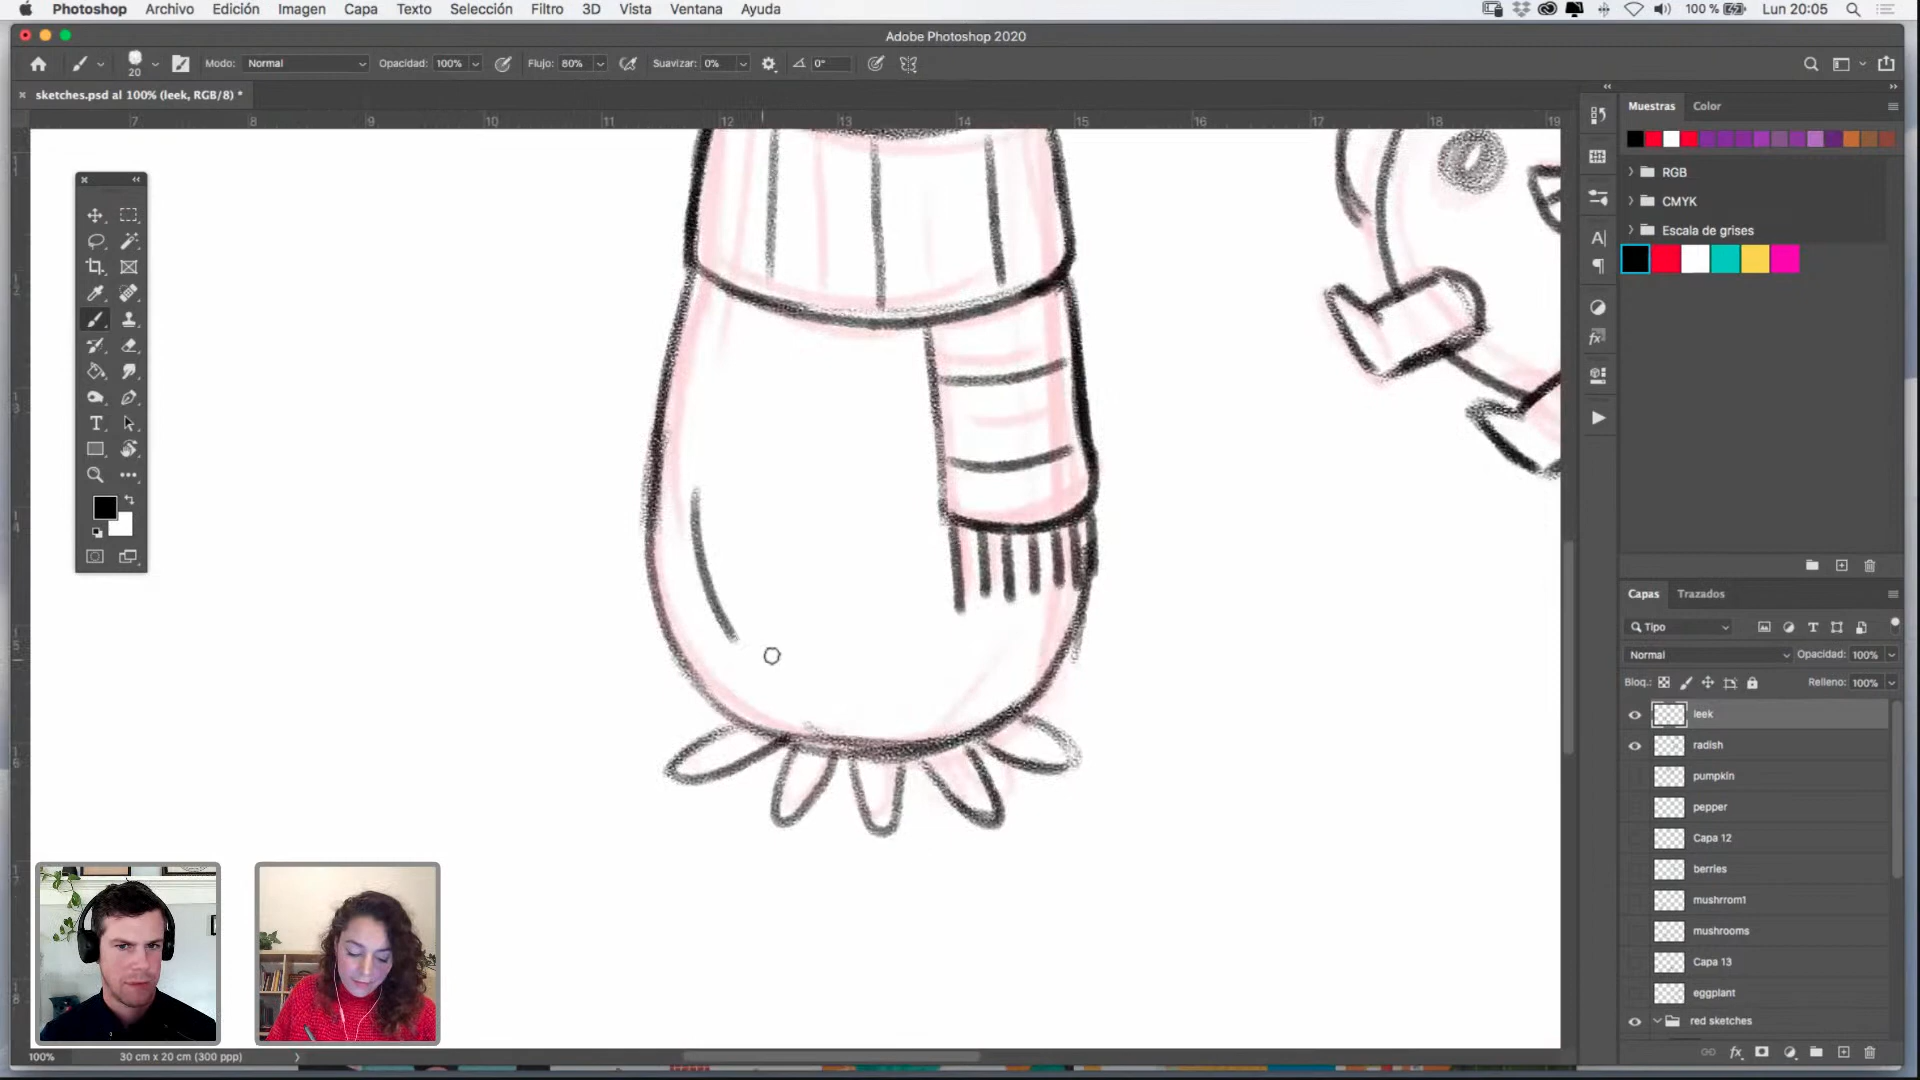 Photoshop Archivo Edición Imagen Capa Texto Selección Filtro 3D Vista Ventana Ayuda 100 % Lun 20:05
Adobe Photoshop 2020
20 Modo: Normal Opacidad: 100% Flujo: 80% Suavizar: 0% 0°
sketches.psd al 100% (leek, RGB/8) *
7 8 9 10 11 12 13 14 15 16 17 18 19
Muestras Color
RGB
CMYK
Escala de grises
Capas Trazados
Tipo
Normal Opacidad: 100%
Bloq.: Relleno: 100%
leek
radish
pumpkin
pepper
Capa 12
berries
mushrrom1
mushrooms
Capa 13
eggplant
red sketches
100% 30 cm x 20 cm (300 ppp)